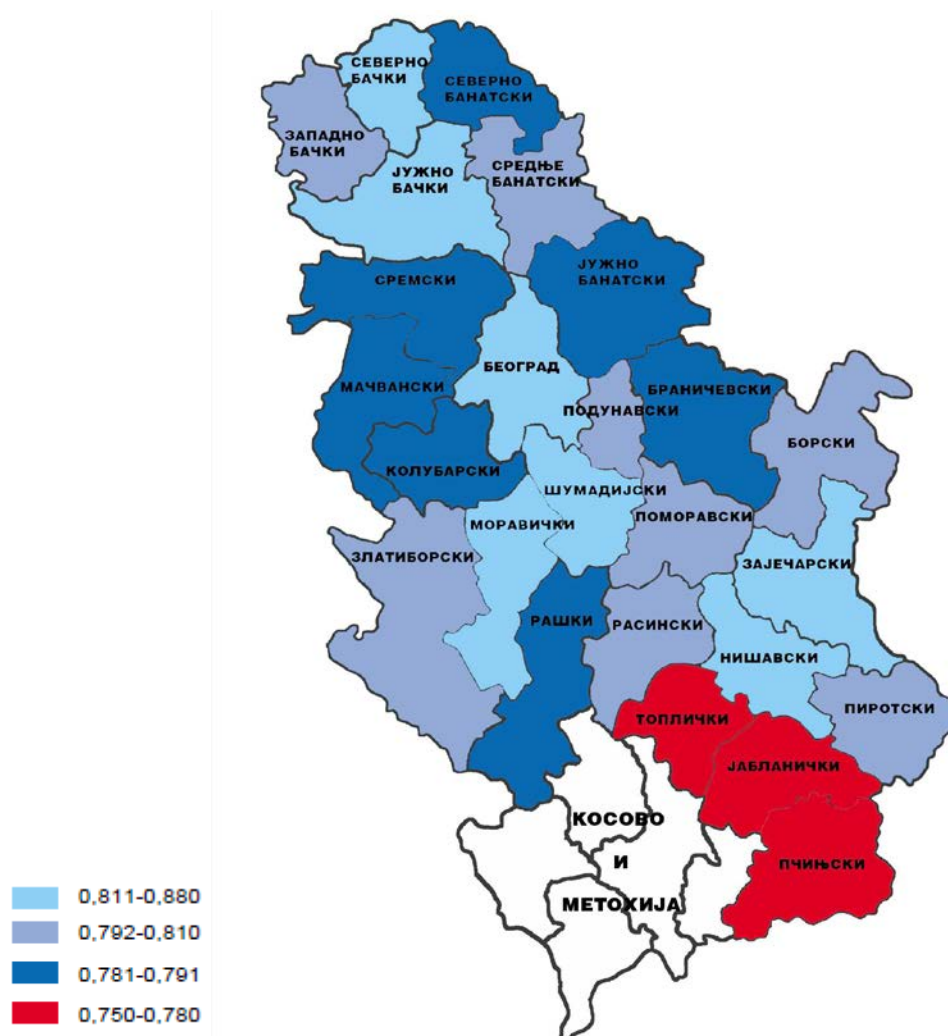 СЕВЕРНО
БАЧКИ
СЕВЕРНО
БАНАТСКИ
ЗАПАДНО
БАЧКИ
ЈУЖНО
БАЧКИ
СРЕДЊЕ
БАНАТСКИ
СРЕМСКИ
ЈУЖНО
БАНАТСКИ
МАЧВАНСКИ
БЕОГРАД
ПОДУНАВСКИ
БРАНИЧЕВСКИ
БОРСКИ
КОЛУБАРСКИ
ШУМАДИЈСКИ
МОРАВИЧКИ
ПОМОРАВСКИ
ЗЛАТИБОРСКИ
ЗАЈЕЧАРСКИ
РАШКИ
РАСИНСКИ
НИШАВСКИ
ПИРОТСКИ
ТОПЛИЧКИ
ЈАБЛАНИЧКИ
ПЧИЊСКИ
КОСОВО
И
МЕТОХИЈА
0,811-0,880
0,792-0,810
0,781-0,791
0,750-0,780